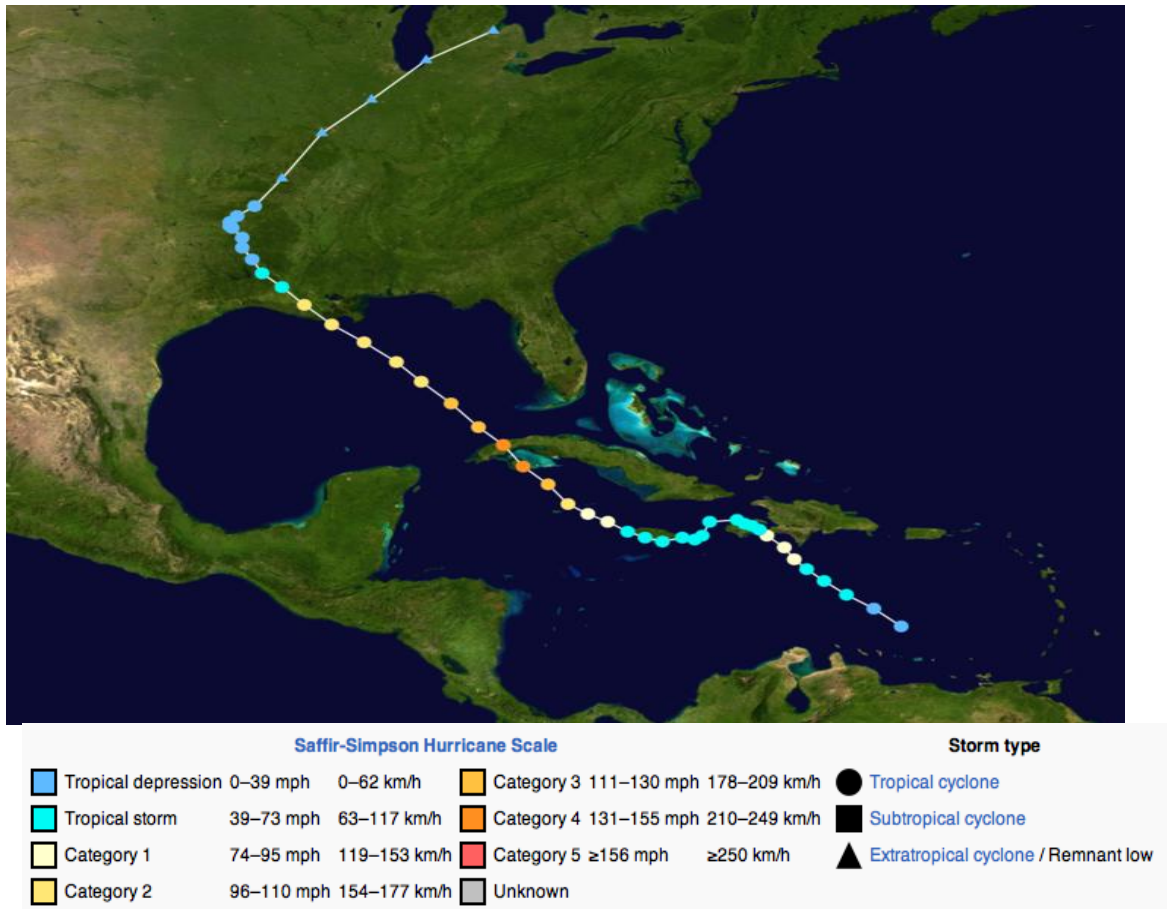 Saffir-Simpson Hurricane Scale
Storm type
Tropical depression 0–39 mph 0–62 km/h
Category 3 111–130 mph 178–209 km/h
Tropical cyclone
Tropical storm 39–73 mph 63–117 km/h
Category 4 131–155 mph 210–249 km/h
Subtropical cyclone
Category 1 74–95 mph 119–153 km/h
Category 5 ≥156 mph ≥250 km/h
Extratropical cyclone / Remnant low
Category 2 96–110 mph 154–177 km/h
Unknown